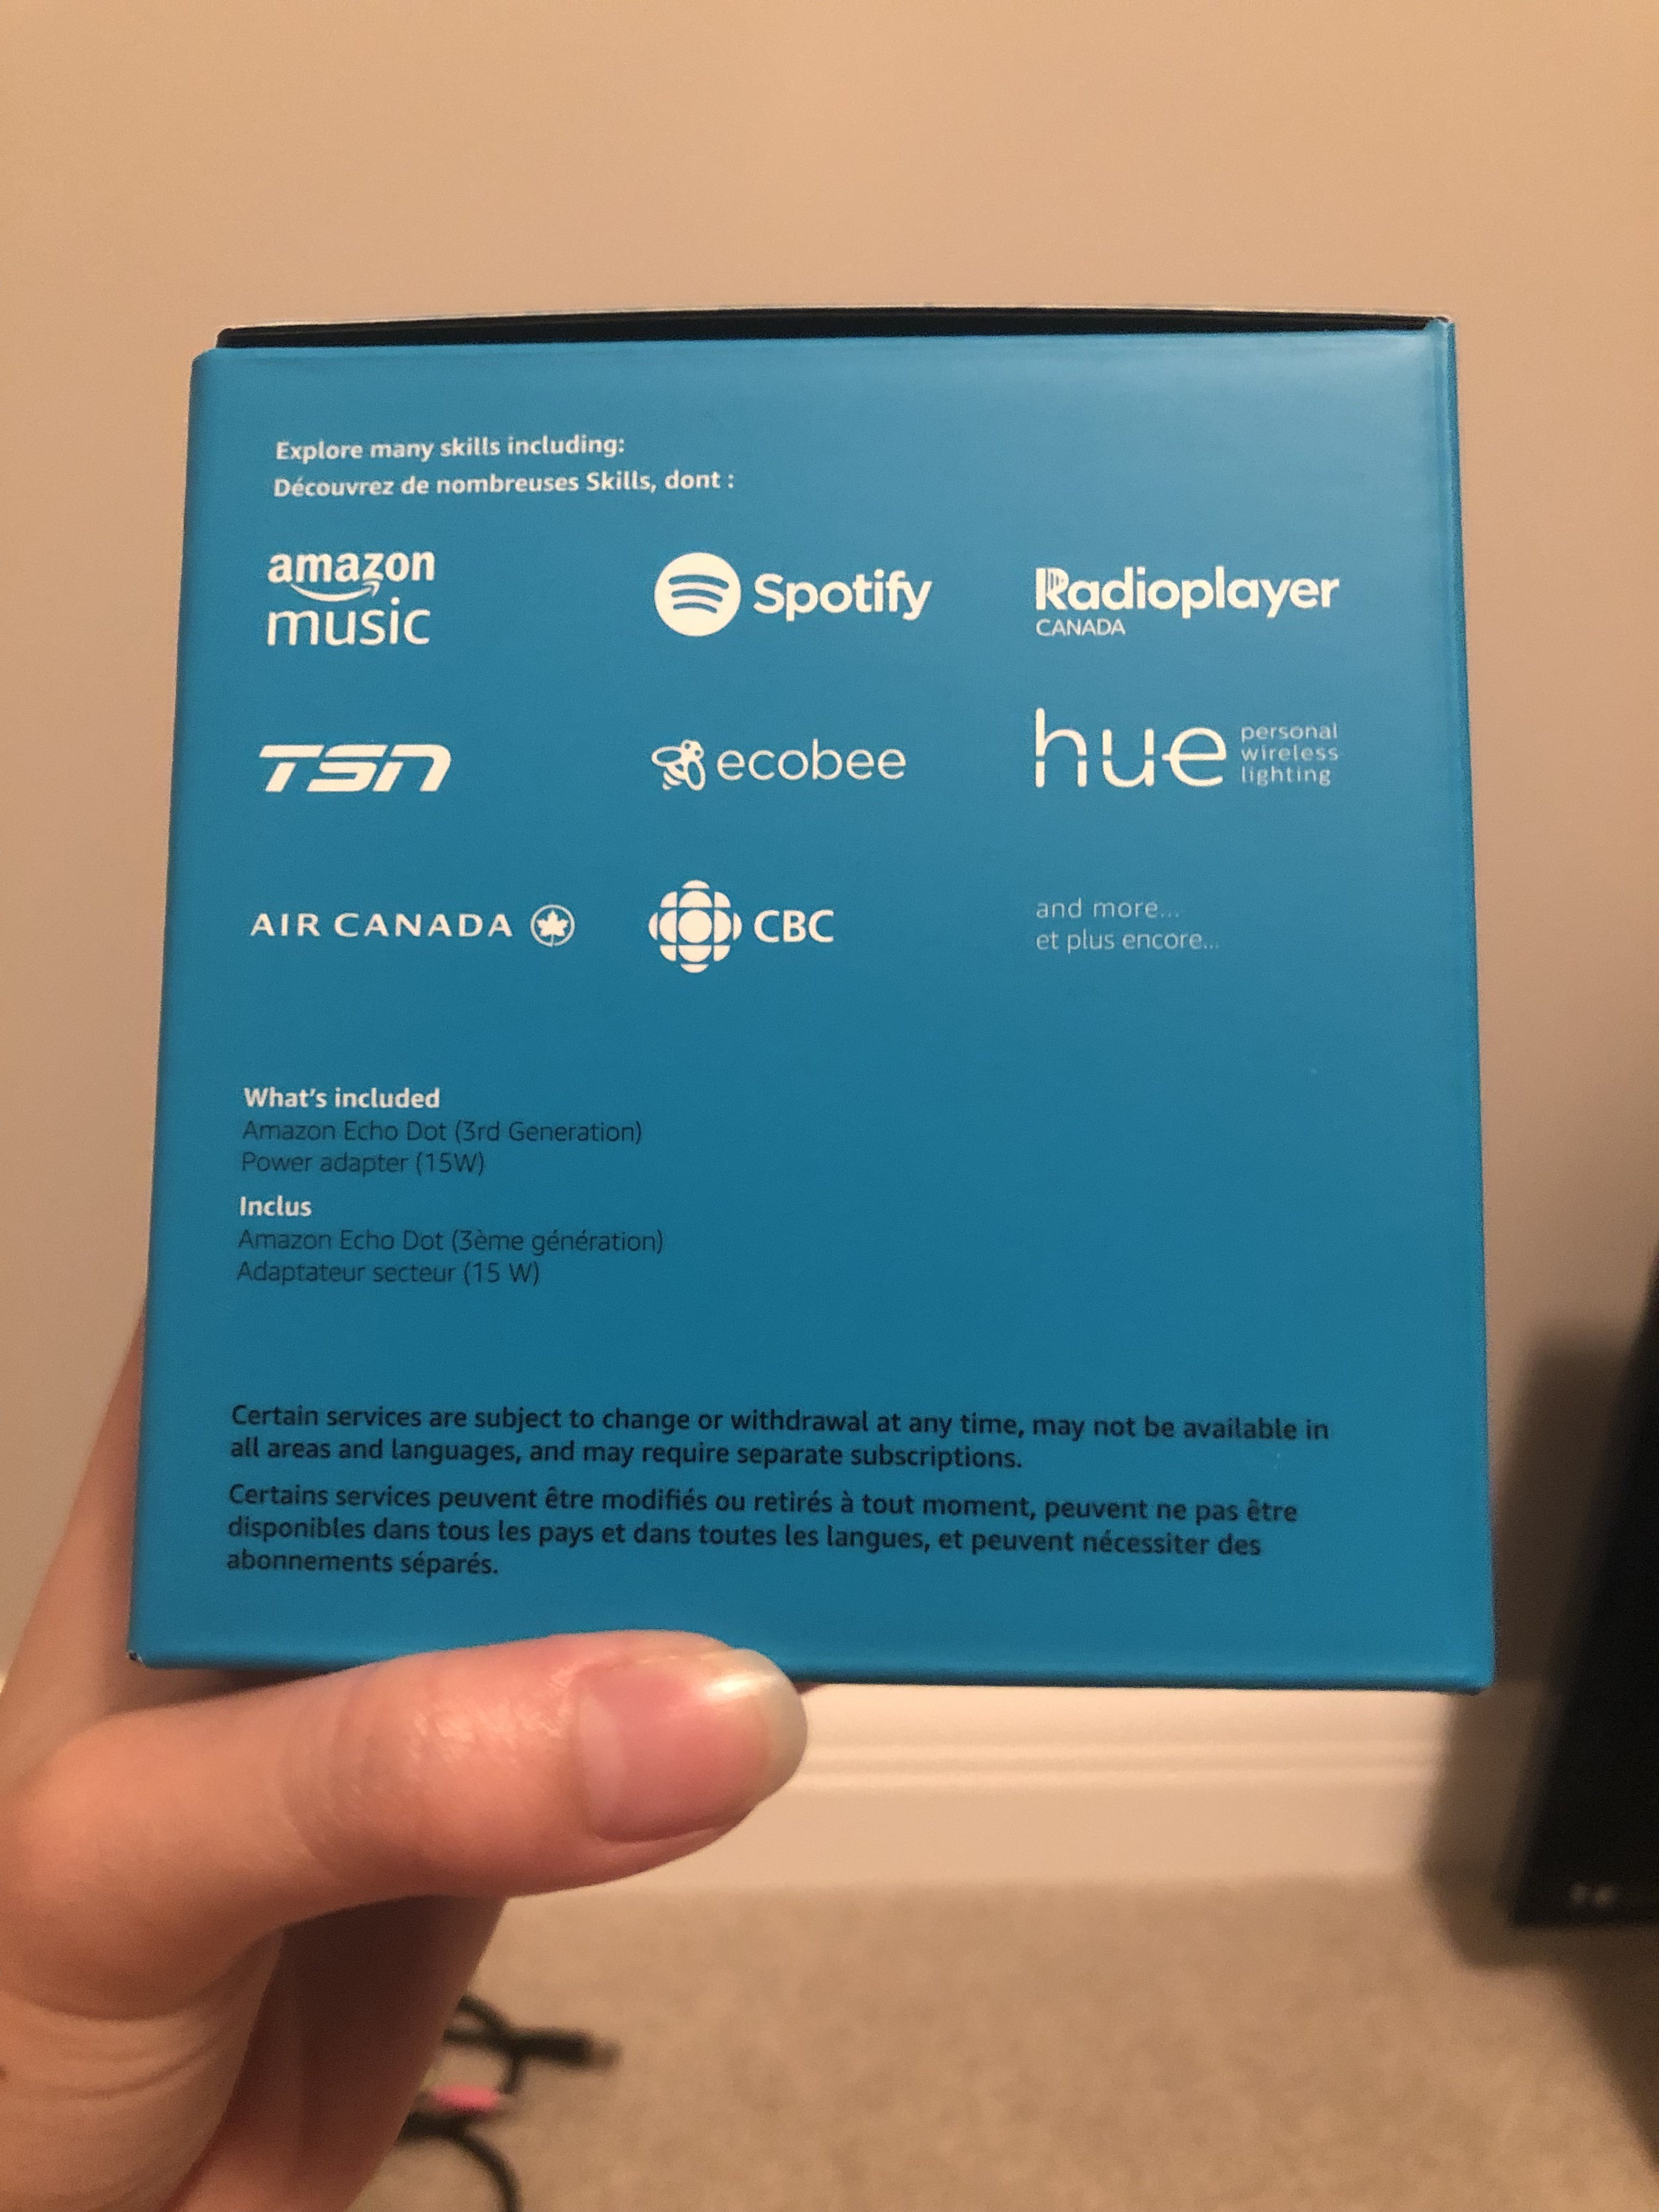 Explore many skills including:
Découvrez de nombreuses Skills, dont :
amazon
music
Spotify
Radioplayer
CANADA
TSN
ecobee
hue
personal
wireless
lighting
AIR CANADA
CBC
and more...
et plus encore...
What's included
Amazon Echo Dot (3rd Generation)
Power adapter (15W)
Inclus
Amazon Echo Dot (3ème génération)
Adaptateur secteur (15 W)
Certain services are subject to change or withdrawal at any time, may not be available in
all areas and languages, and may require separate subscriptions.
Certains services peuvent être modifiés ou retirés à tout moment, peuvent ne pas être
disponibles dans tous les pays et dans toutes les langues, et peuvent nécessiter des
abonnements séparés.